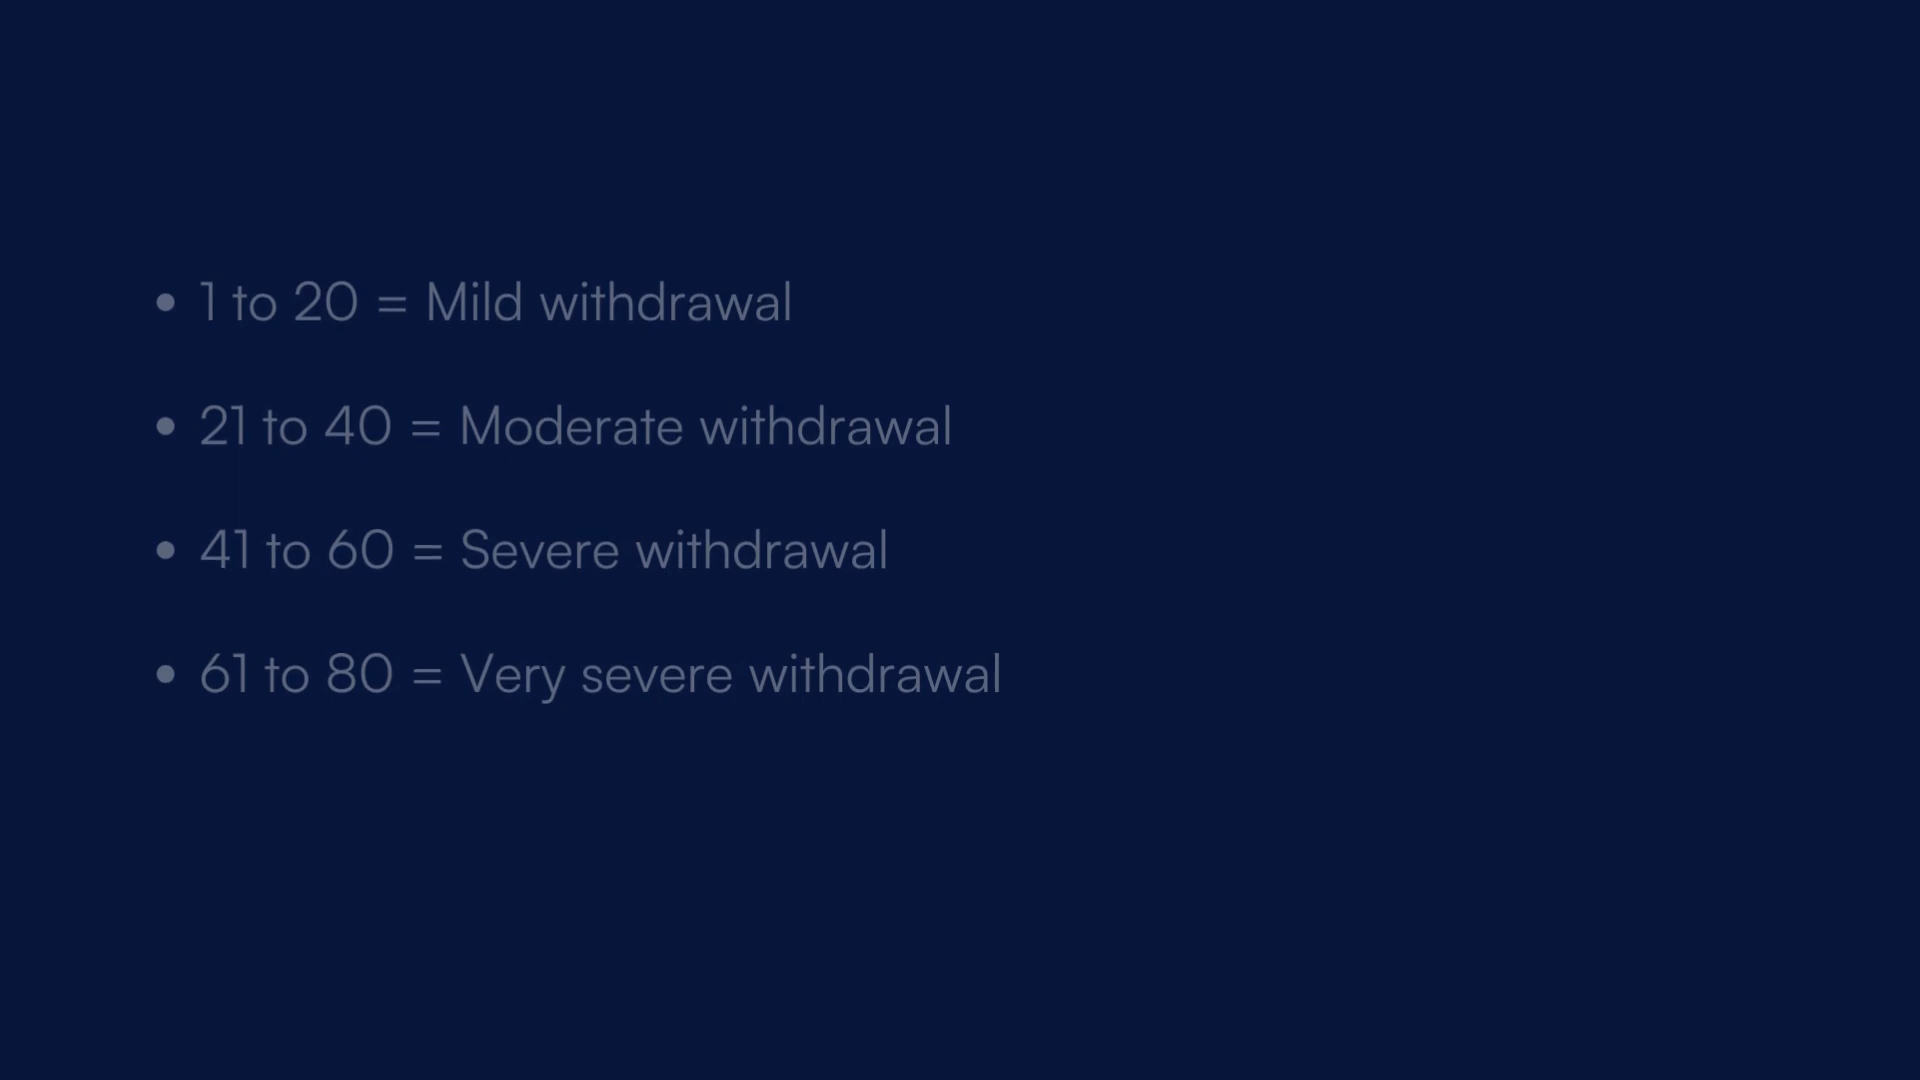 • 1 to 20 = Mild withdrawal
• 21 to 40 = Moderate withdrawal
• 41 to 60 = Severe withdrawal
• 61 to 80 = Very severe withdrawal